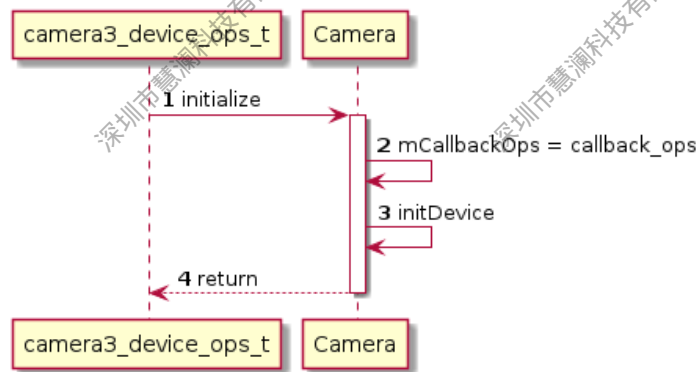 camera3_device_ops_t
Camera
1 initialize
2 mCallbackOps = callback_ops
3 initDevice
4 return
camera3_device_ops_t
Camera
深圳市慧澜科技有
深圳市慧澜科技有